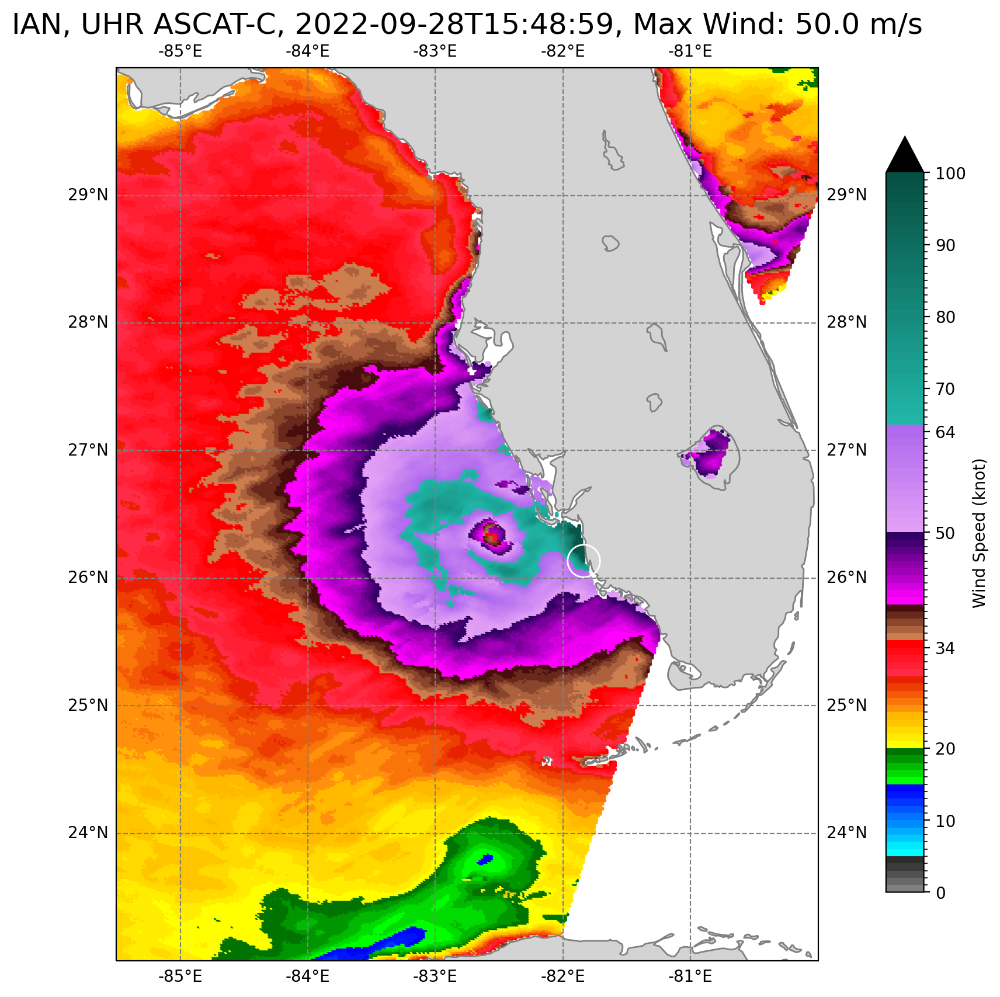 IAN, UHR ASCAT-C, 2022-09-28T15:48:59, Max Wind: 50.0 m/s
-85°E -84°E -83°E -82°E -81°E
29°N 29°N
28°N 28°N
27°N 27°N
26°N 26°N
25°N 25°N
24°N 24°N
-85°E -84°E -83°E -82°E -81°E
100
90
80
70
64
50
34
20
10
0
Wind Speed (knot)